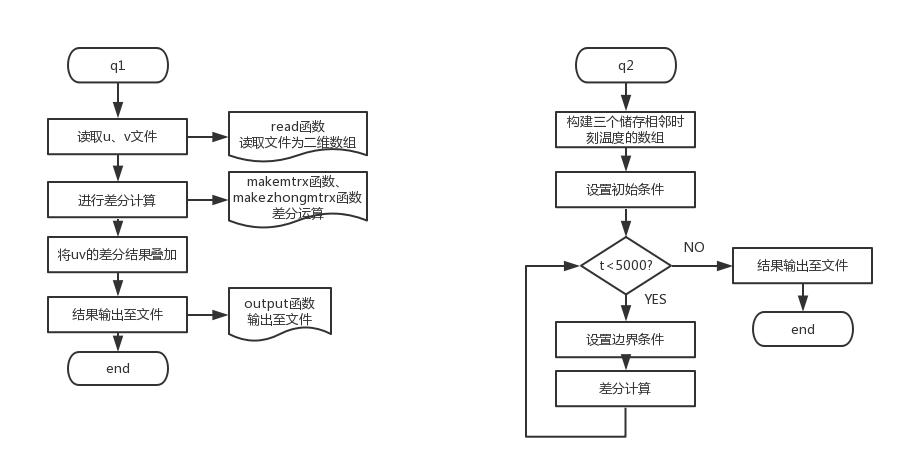 q1
读取u、v文件
read函数
读取文件为二维数组
进行差分计算
makemtrx函数、
makezhongmtrx函数
差分运算
将uv的差分结果叠加
结果输出至文件
output函数
输出至文件
end
q2
构建三个储存相邻时
刻温度的数组
设置初始条件
t<5000?
NO
结果输出至文件
end
YES
设置边界条件
差分计算